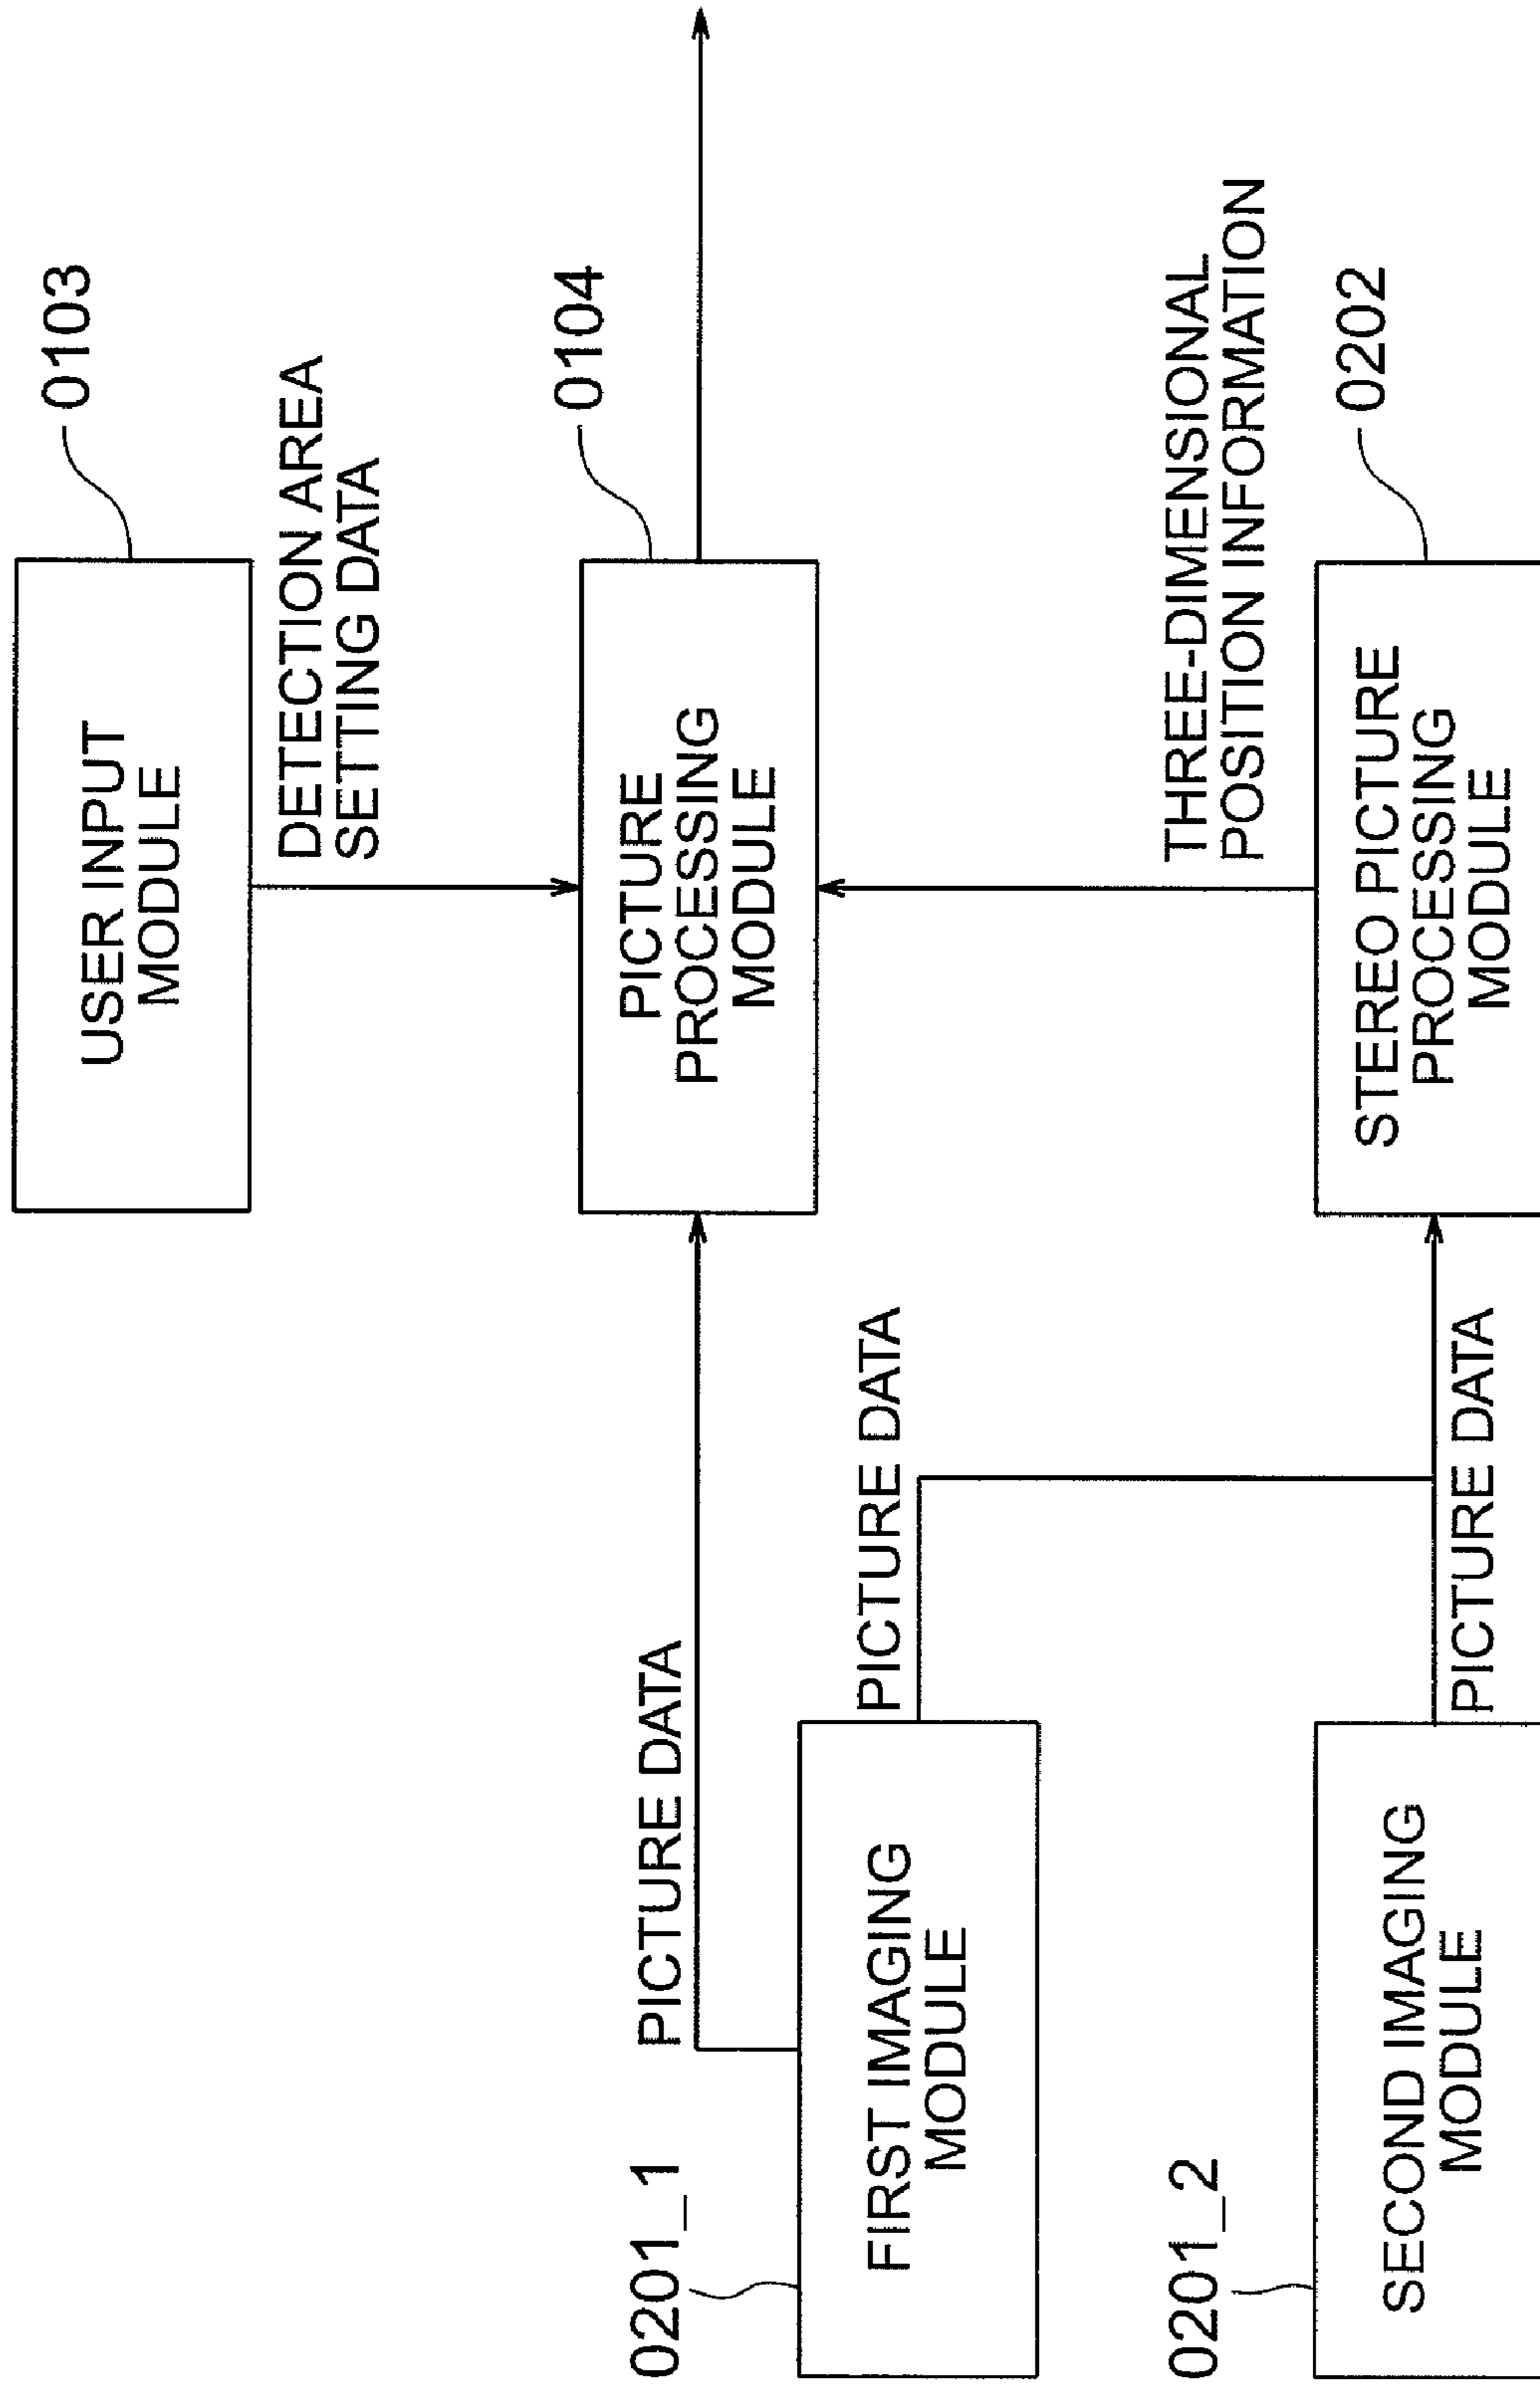 0103
USER INPUT
MODULE
DETECTION AREA
SETTING DATA
0104
PICTURE
PROCESSING
MODULE
PICTURE DATA
0201_1
FIRST IMAGING
MODULE
PICTURE DATA
THREE-DIMENSIONAL
POSITION INFORMATION
0202
STEREO PICTURE
PROCESSING
MODULE
0201_2
SECOND IMAGING
MODULE
PICTURE DATA